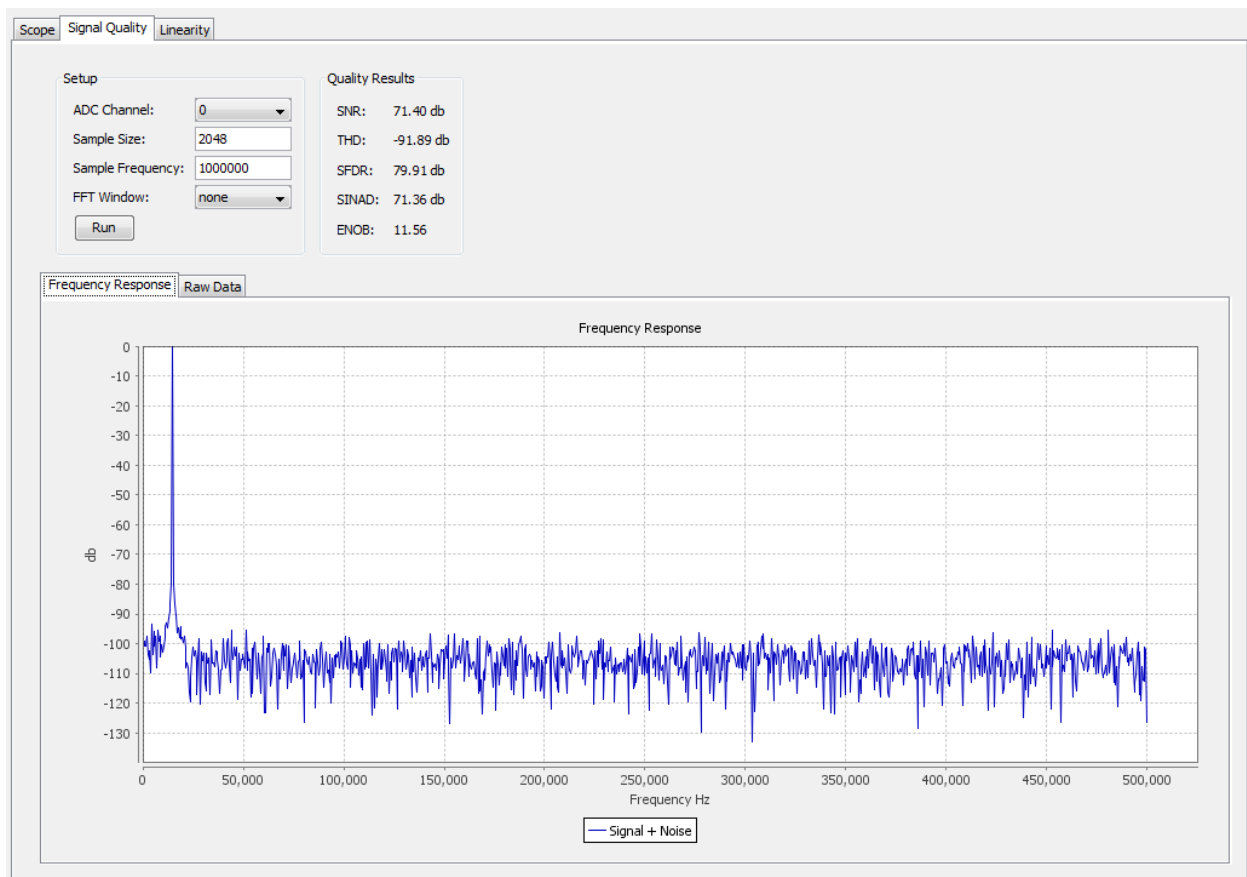 Scope Signal Quality Linearity
Setup
ADC Channel: 0
Sample Size: 2048
Sample Frequency: 1000000
FFT Window: none
Run
Quality Results
SNR: 71.40 db
THD: -91.89 db
SFDR: 79.91 db
SINAD: 71.36 db
ENOB: 11.56
Frequency Response Raw Data
Frequency Response
0
-10
-20
-30
-40
-50
-60
-70
-80
-90
-100
-110
-120
-130
db
0 50,000 100,000 150,000 200,000 250,000 300,000 350,000 400,000 450,000 500,000
Frequency Hz
Signal + Noise